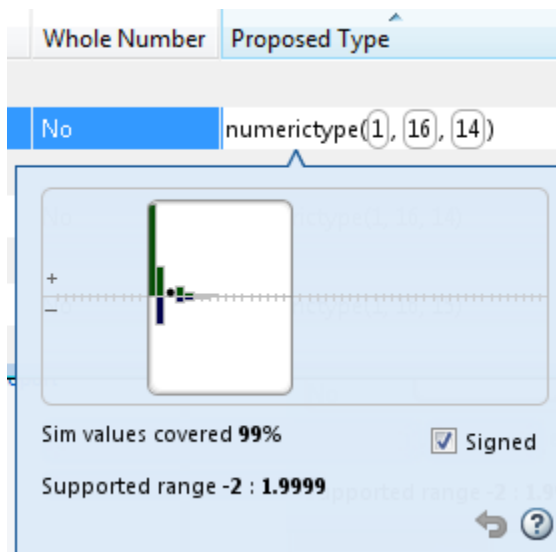 Whole Number Proposed Type
No numerictype(1, 16, 14)
+
−
Sim values covered 99%
Signed
Supported range -2 : 1.9999
?